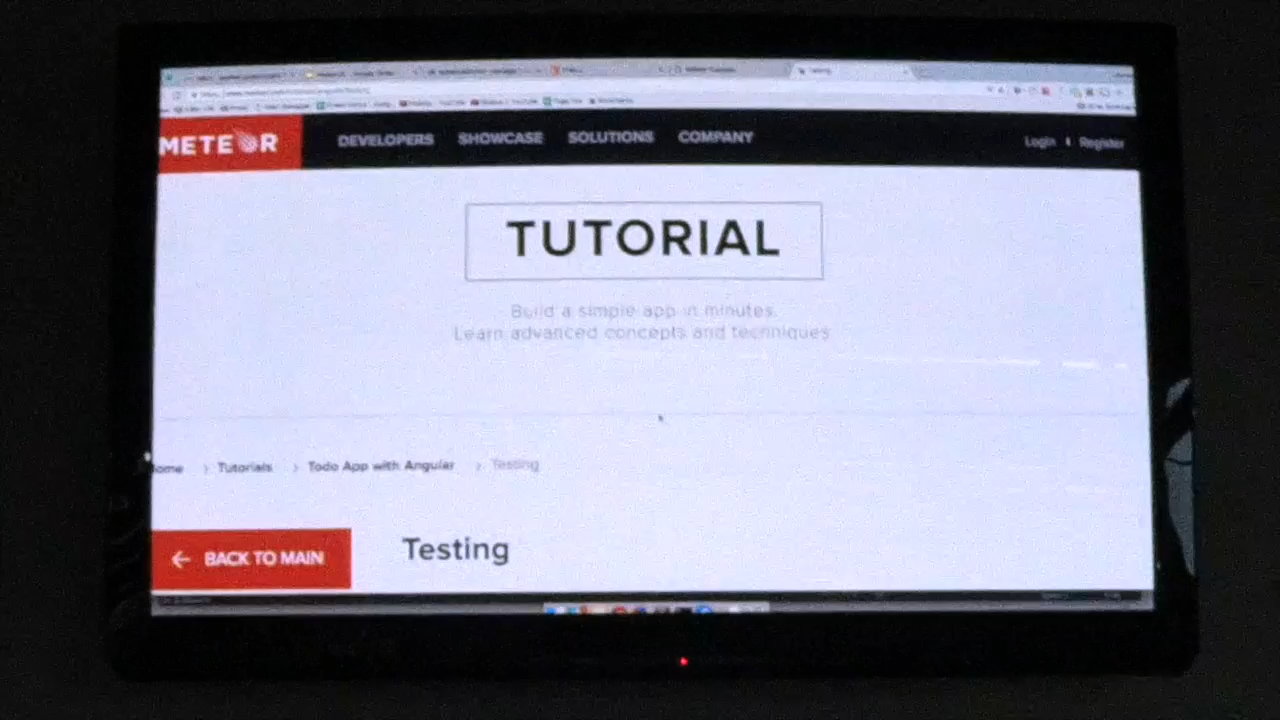 METEOR DEVELOPERS SHOWCASE SOLUTIONS COMPANY Login Register
TUTORIAL
Build a simple app in minutes.
Learn advanced concepts and techniques
ome > Tutorials > Todo App with Angular > Testing
← BACK TO MAIN
Testing